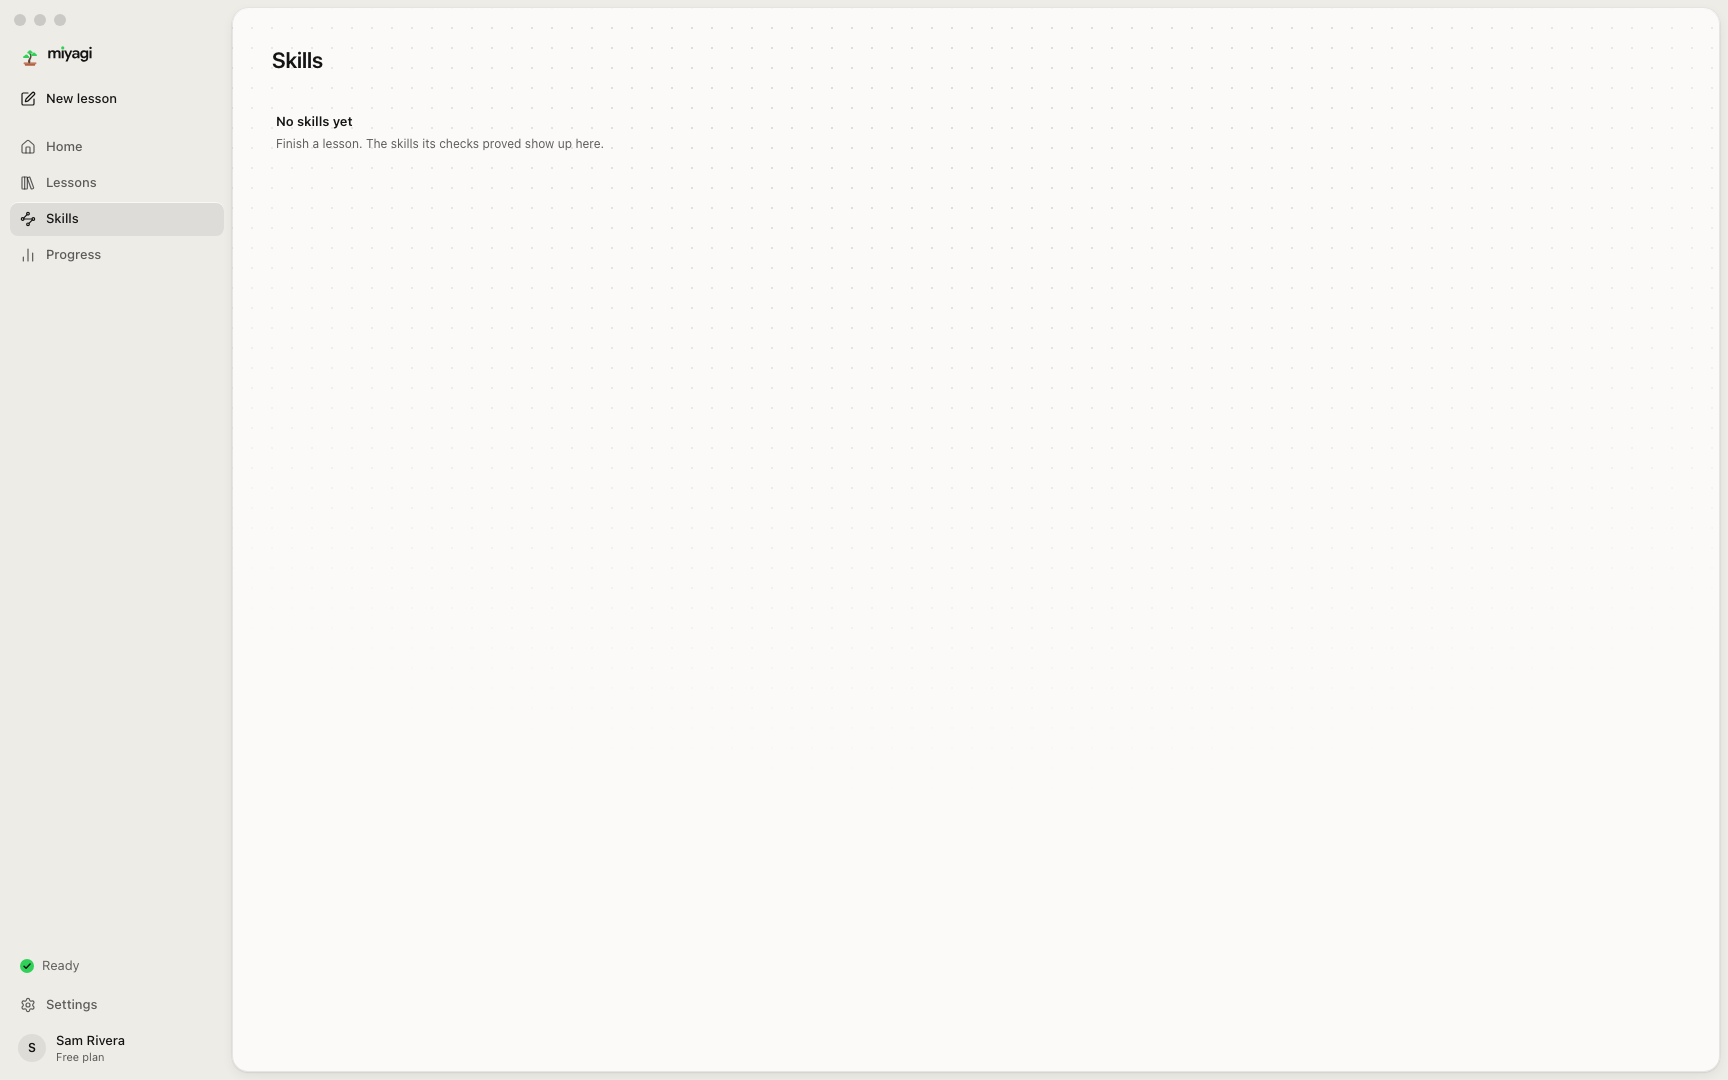 miyagi
New lesson
Home
Lessons
Skills
Progress
Ready
Settings
S
Sam Rivera
Free plan
Skills
No skills yet
Finish a lesson. The skills its checks proved show up here.